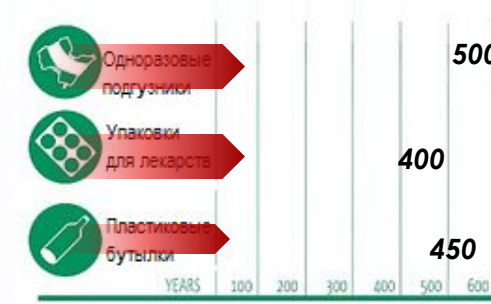 Одноразовые
подгузники
500
Упаковки
для лекарств
400
Пластиковые
бутылки
450
YEARS 100 200 300 400 500 600